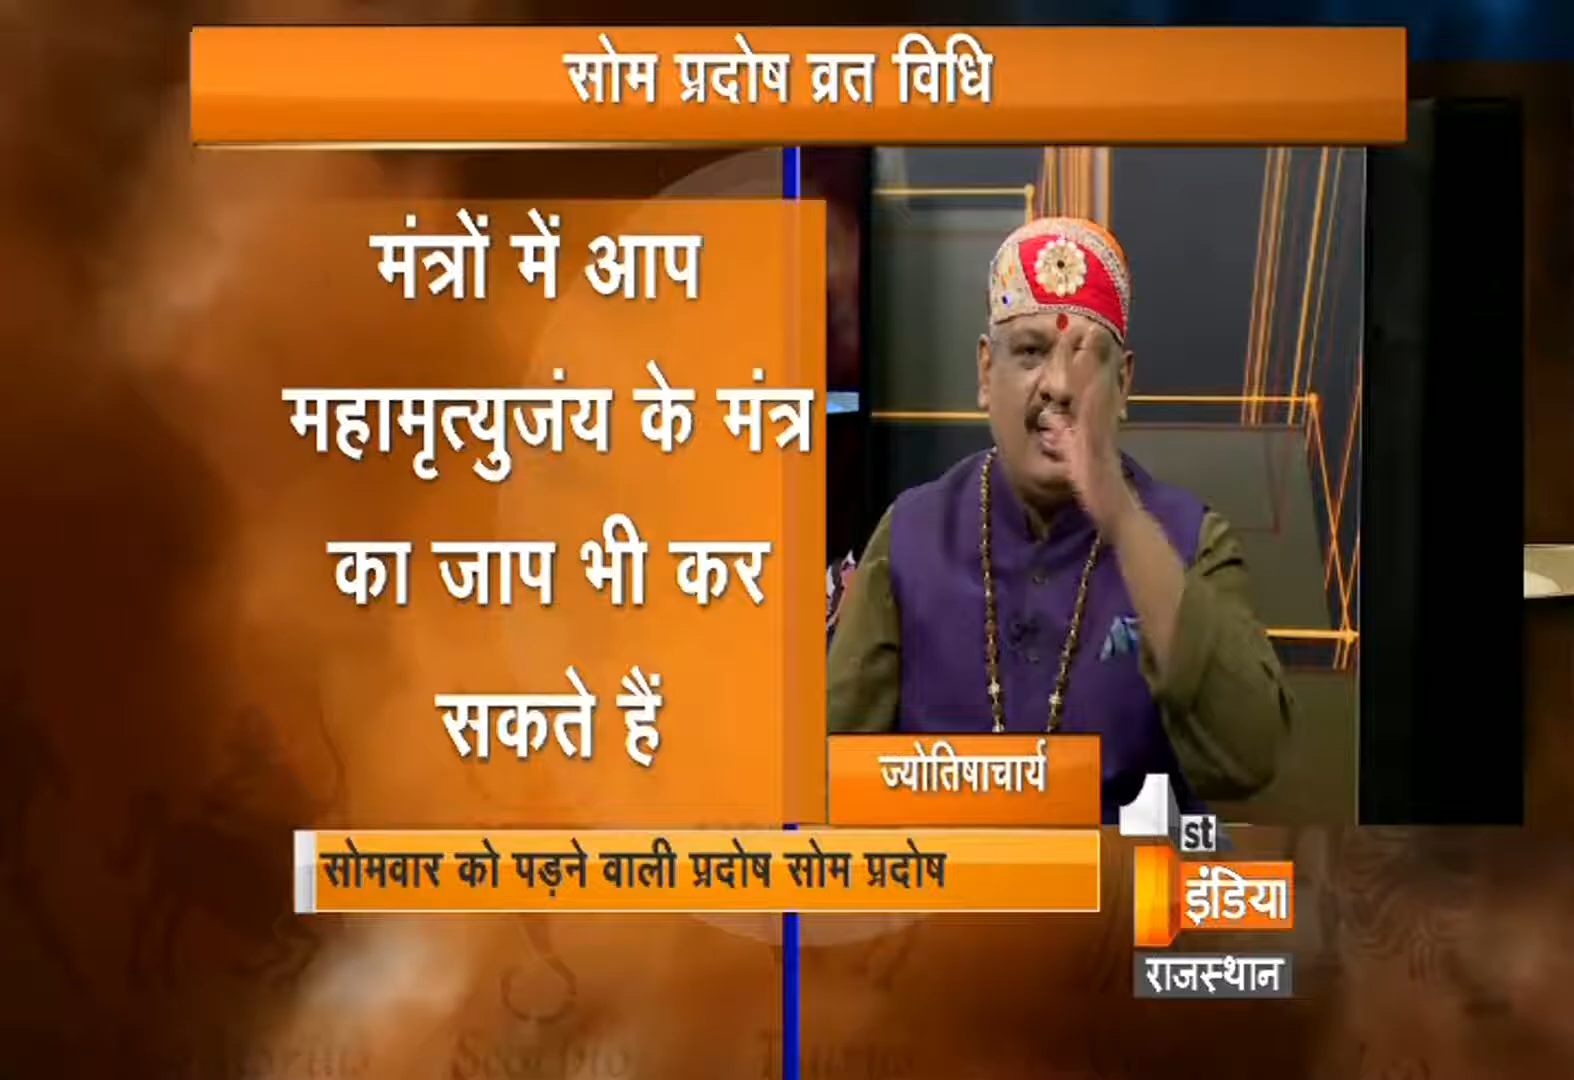 सोम प्रदोष व्रत विधि
मंत्रों में आप
महामृत्युजंय के मंत्र
का जाप भी कर
सकते हैं
ज्योतिषाचार्य
सोमवार को पड़ने वाली प्रदोष सोम प्रदोष
1st
इंडिया
राजस्थान